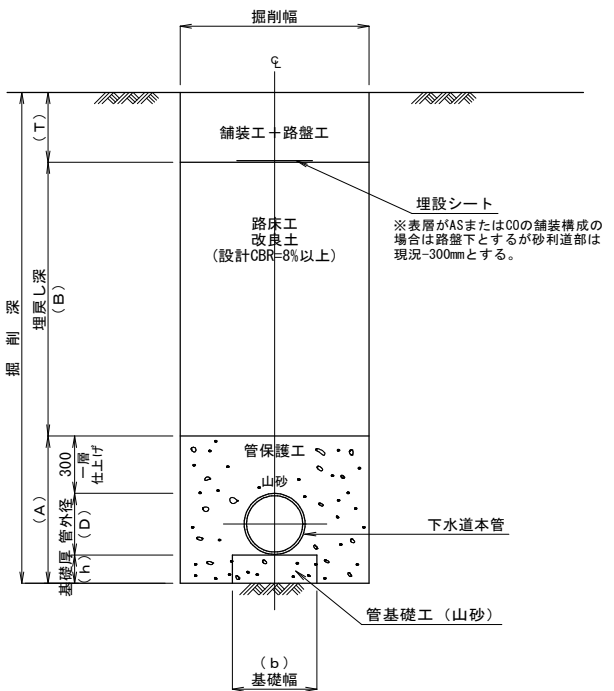 掘削幅
℄
(T)
舗装工＋路盤工
埋設シート
※表層がASまたはCOの舗装構成の
場合は路盤下とするが砂利道部は
現況-300mmとする。
路床工
改良土
(設計CBR=8%以上)
掘削深
埋戻し深
(B)
(A)
300
一層
仕上げ
管保護工
山砂
管外径
(D)
下水道本管
基礎厚
(h)
管基礎工（山砂）
(b)
基礎幅